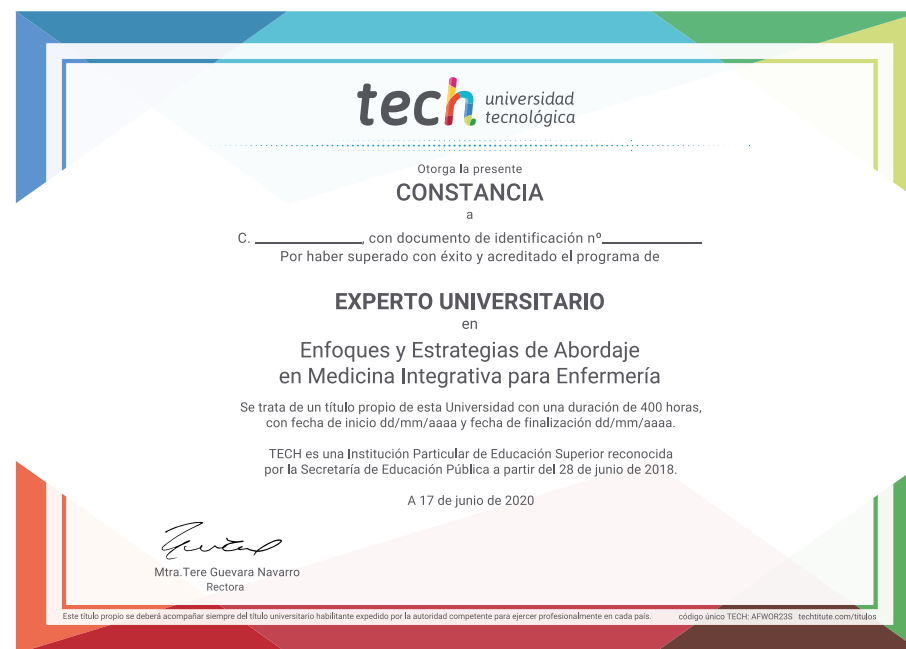 tech universidad
tecnológica
Otorga la presente
CONSTANCIA
a
C. ____________, con documento de identificación nº____________
Por haber superado con éxito y acreditado el programa de
EXPERTO UNIVERSITARIO
en
Enfoques y Estrategias de Abordaje
en Medicina Integrativa para Enfermería
Se trata de un título propio de esta Universidad con una duración de 400 horas,
con fecha de inicio dd/mm/aaaa y fecha de finalización dd/mm/aaaa.
TECH es una Institución Particular de Educación Superior reconocida
por la Secretaría de Educación Pública a partir del 28 de junio de 2018.
A 17 de junio de 2020
Mtra.Tere Guevara Navarro
Rectora
Este título propio se deberá acompañar siempre del título universitario habilitante expedido por la autoridad competente para ejercer profesionalmente en cada país. código único TECH: AFWOR23S techtitute.com/titulos